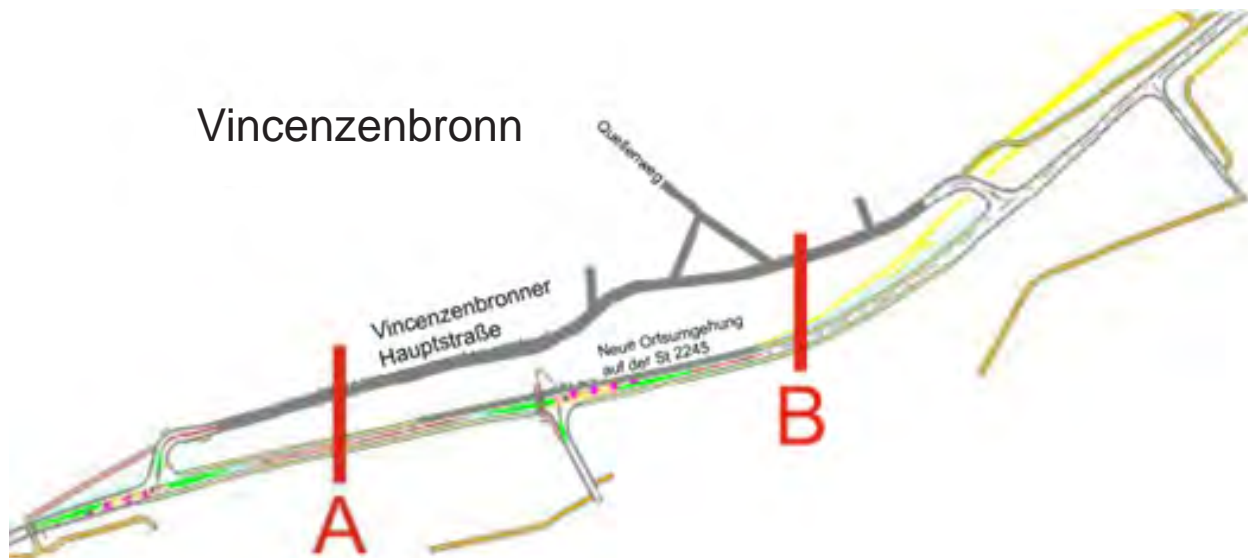 Vincenzenbronn
Quellenweg
Vincenzenbronner
Hauptstraße
Neue Ortsumgehung
auf der St 2245
A
B